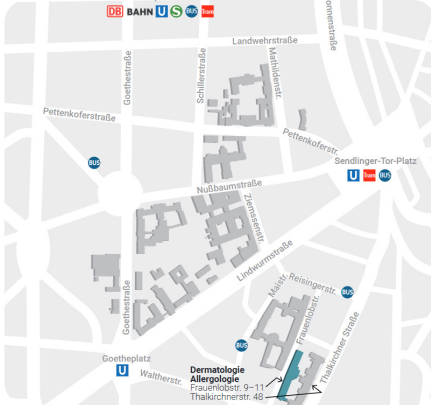 DB BAHN U S BUS Tram
Landwehrstraße
onnenstraße
Goethestraße
Schillerstraße
Mathildenstr.
Pettenkoferstraße
Pettenkoferstr.
BUS
Sendlinger-Tor-Platz
U Tram BUS
Nußbaumstraße
Ziemssenstr.
Lindwurmstraße
Goethestraße
Maistr.
Reisingerstr.
BUS
Frauenlobstr.
Thalkirchner Straße
BUS
Goetheplatz
U
Waltherstr.
Dermatologie
Allergologie
Frauenlobstr. 9–11
Thalkirchnerstr. 48